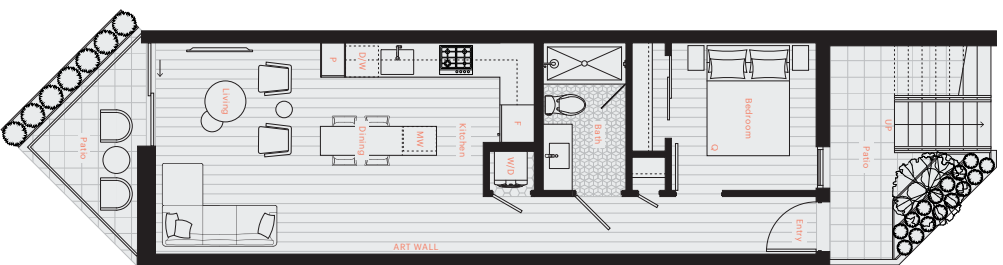 Patio
Living
P
D/W
Dining
MW
Kitchen
F
W/D
Bath
Bedroom
Q
Entry
Patio
UP
ART WALL